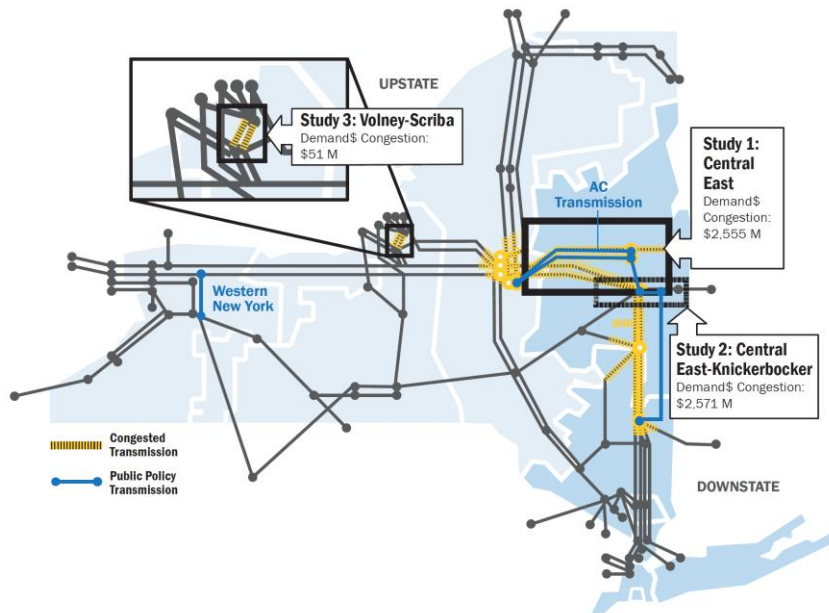 UPSTATE
Study 3: Volney-Scriba
Demand$ Congestion:
$51 M
Study 1:
Central
East
Demand$
Congestion:
$2,555 M
AC
Transmission
Western
New York
Study 2: Central
East-Knickerbocker
Demand$ Congestion:
$2,571 M
Congested
Transmission
Public Policy
Transmission
DOWNSTATE